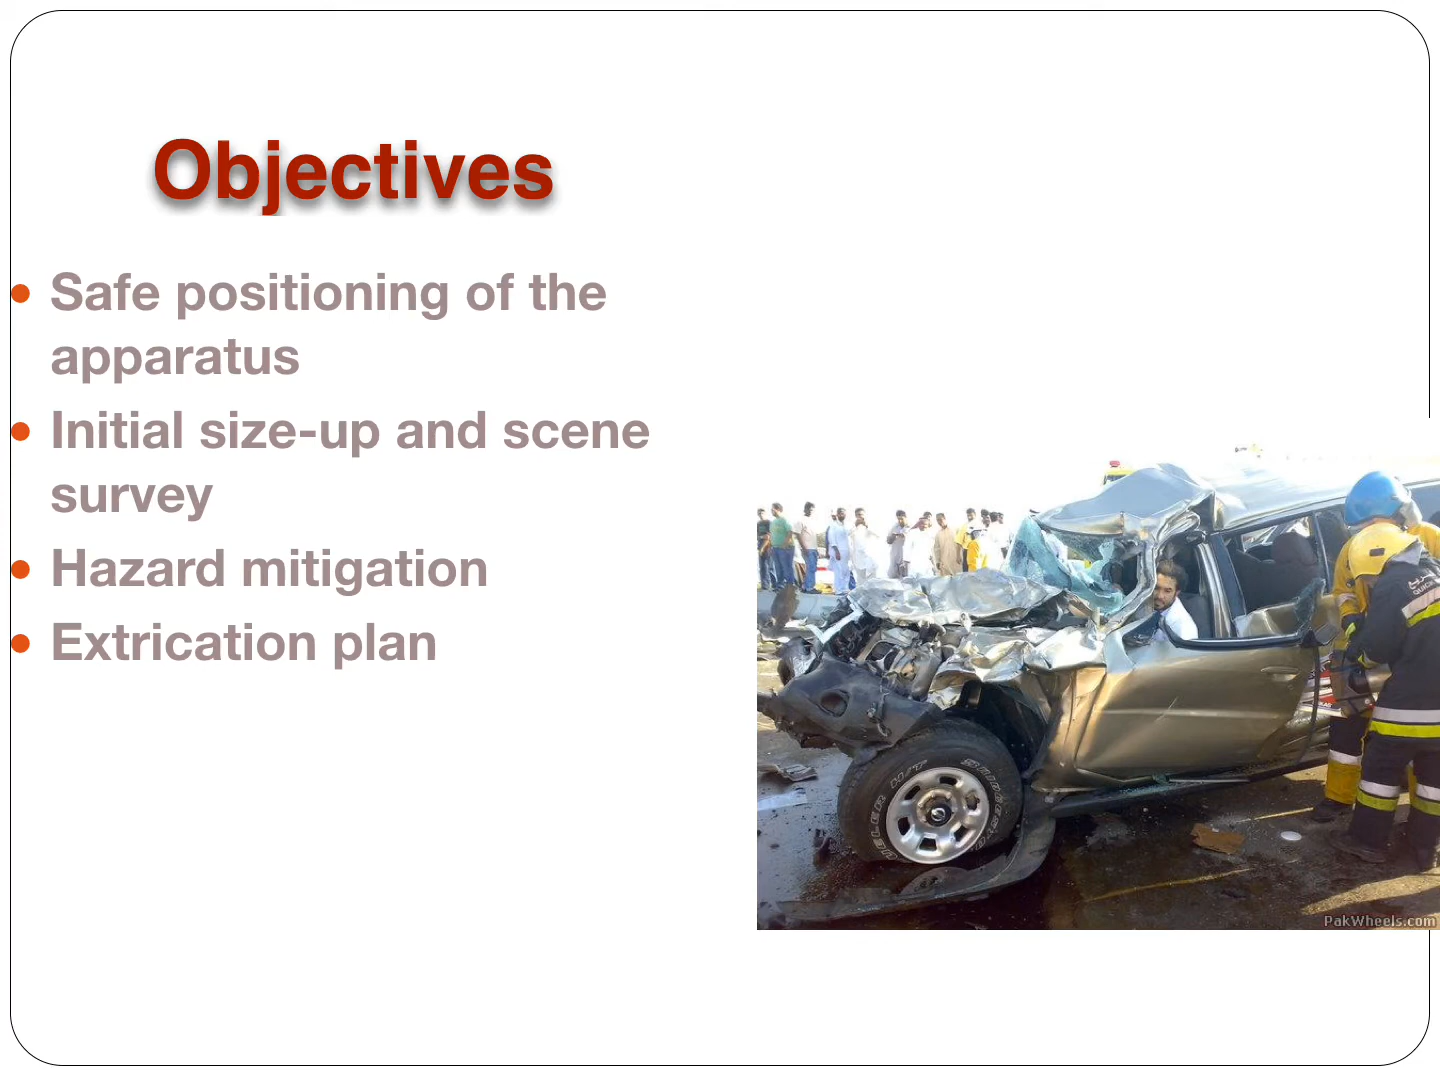 Objectives
• Safe positioning of the
apparatus
• Initial size-up and scene
survey
• Hazard mitigation
• Extrication plan
PakWheels.com